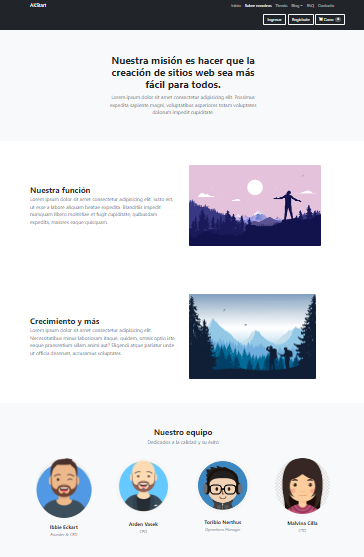 AllStart
Inicio Sobre nosotros Tienda Blog FAQ Contacto
Ingresar Registrate Carro 0
Nuestra misión es hacer que la
creación de sitios web sea más
fácil para todos.
Lorem ipsum dolor sit amet consectetur adipisicing elit. Possimus,
expedita sapiente magni, voluptatibus asperiores totam voluptates
dolorum impedit cupiditate.
Nuestra función
Lorem ipsum dolor sit amet consectetur adipisicing elit. Iusto est,
ut esse a labore aliquam beatae expedita. Blanditiis impedit
numquam libero molestiae et fugit cupiditate, quibusdam
expedita, maiores eaque quisquam.
Crecimiento y más
Lorem ipsum dolor sit amet consectetur adipisicing elit.
Necessitatibus minus laboriosam itaque, quidem, omnis optio iste
eaque praesentium ullam animi aut? Eligendi atque pariatur unde
ut officia deserunt, accusamus voluptates.
Nuestro equipo
Dedicados a la calidad y su éxito
Ibbie Eckart
Founder & CEO
Arden Vasek
CFO
Toribio Nerthus
Operations Manager
Malvina Cilla
CTO